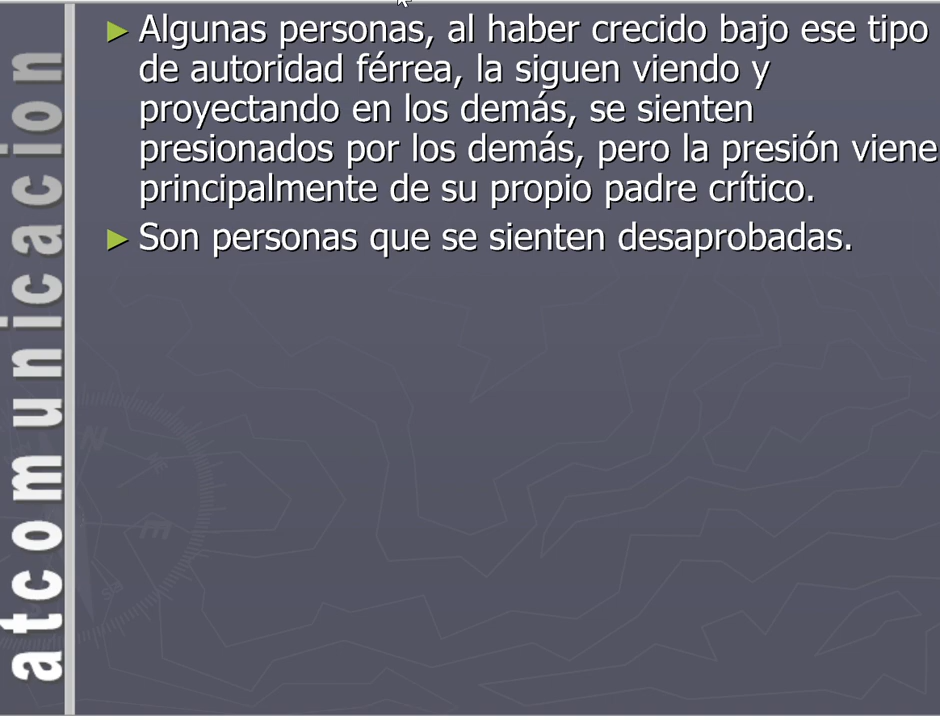 ► Algunas personas, al haber crecido bajo ese tipo
de autoridad férrea, la siguen viendo y
proyectando en los demás, se sienten
presionados por los demás, pero la presión viene
principalmente de su propio padre crítico.
► Son personas que se sienten desaprobadas.
atcomunicacion
N
E